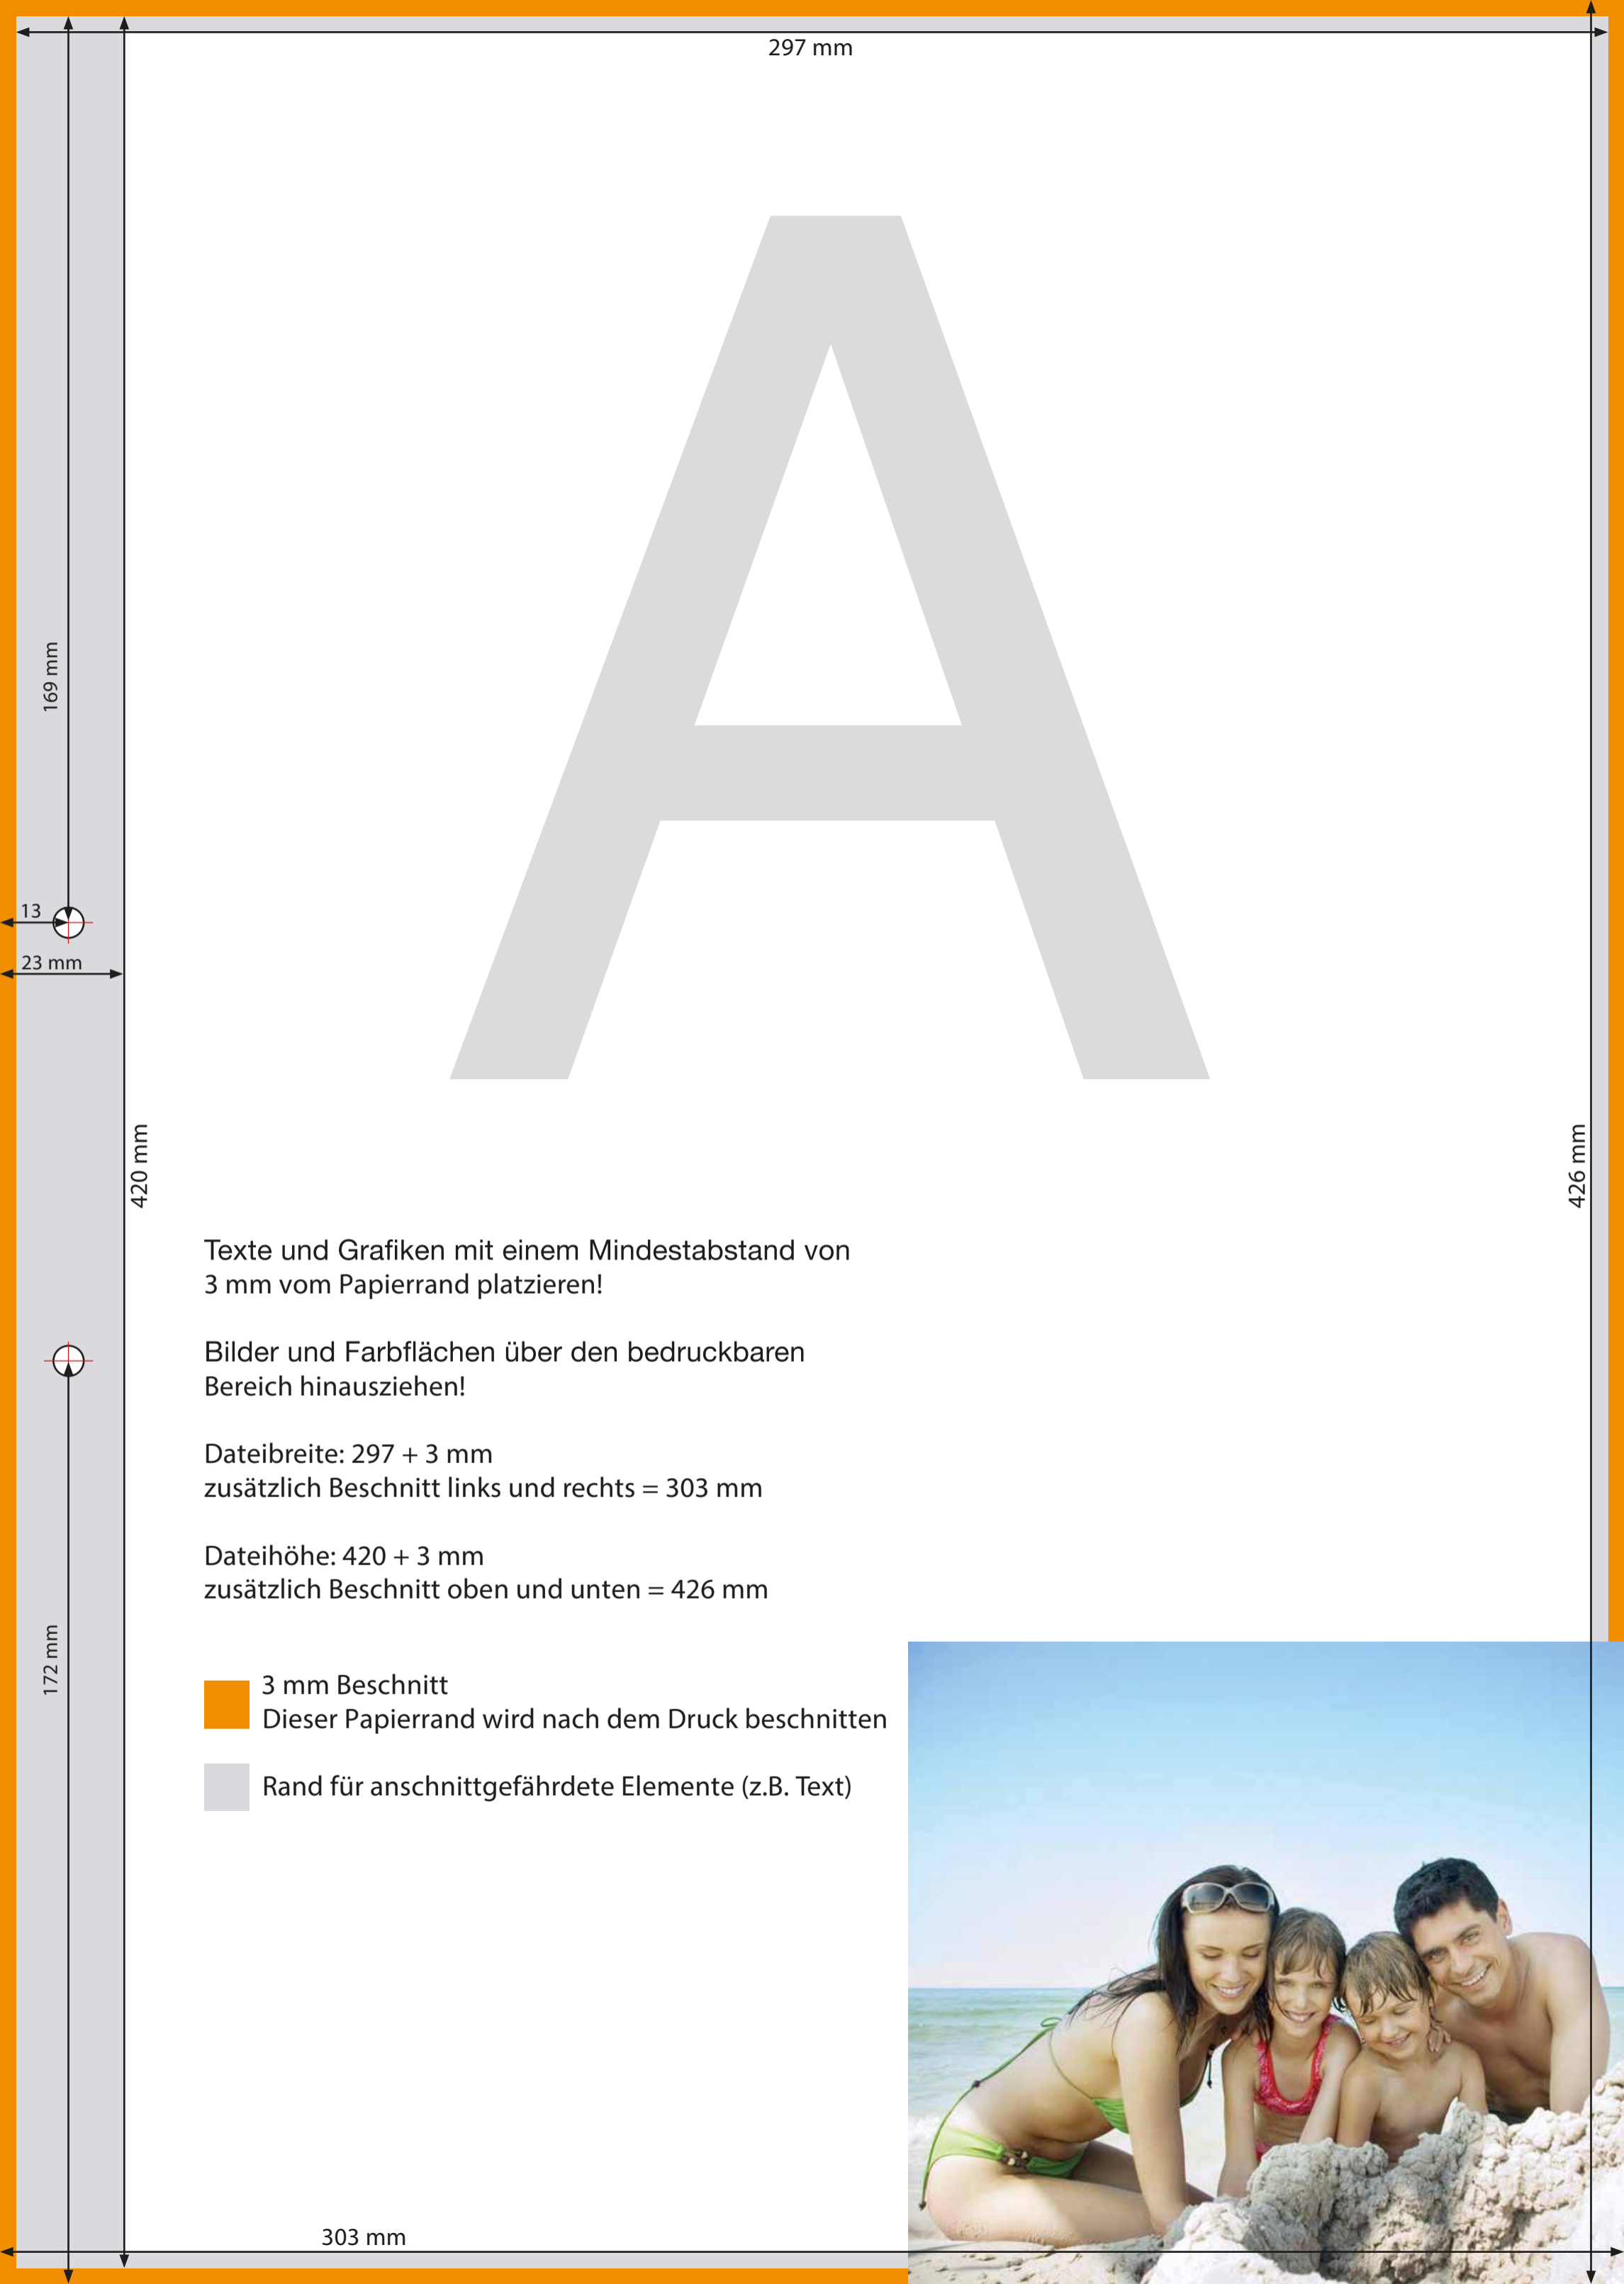 297 mm
A
169 mm
13
23 mm
420 mm
426 mm
Texte und Grafiken mit einem Mindestabstand von
3 mm vom Papierrand platzieren!
Bilder und Farbflächen über den bedruckbaren
Bereich hinausziehen!
Dateibreite: 297 + 3 mm
zusätzlich Beschnitt links und rechts = 303 mm
Dateihöhe: 420 + 3 mm
zusätzlich Beschnitt oben und unten = 426 mm
172 mm
3 mm Beschnitt
Dieser Papierrand wird nach dem Druck beschnitten
Rand für anschnittgefährdete Elemente (z.B. Text)
303 mm